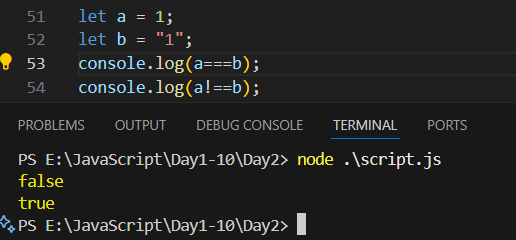 51 let a = 1;
52 let b = "1";
53 console.log(a===b);
54 console.log(a!==b);
PROBLEMS OUTPUT DEBUG CONSOLE TERMINAL PORTS
PS E:\JavaScript\Day1-10\Day2> node .\script.js
false
true
PS E:\JavaScript\Day1-10\Day2>